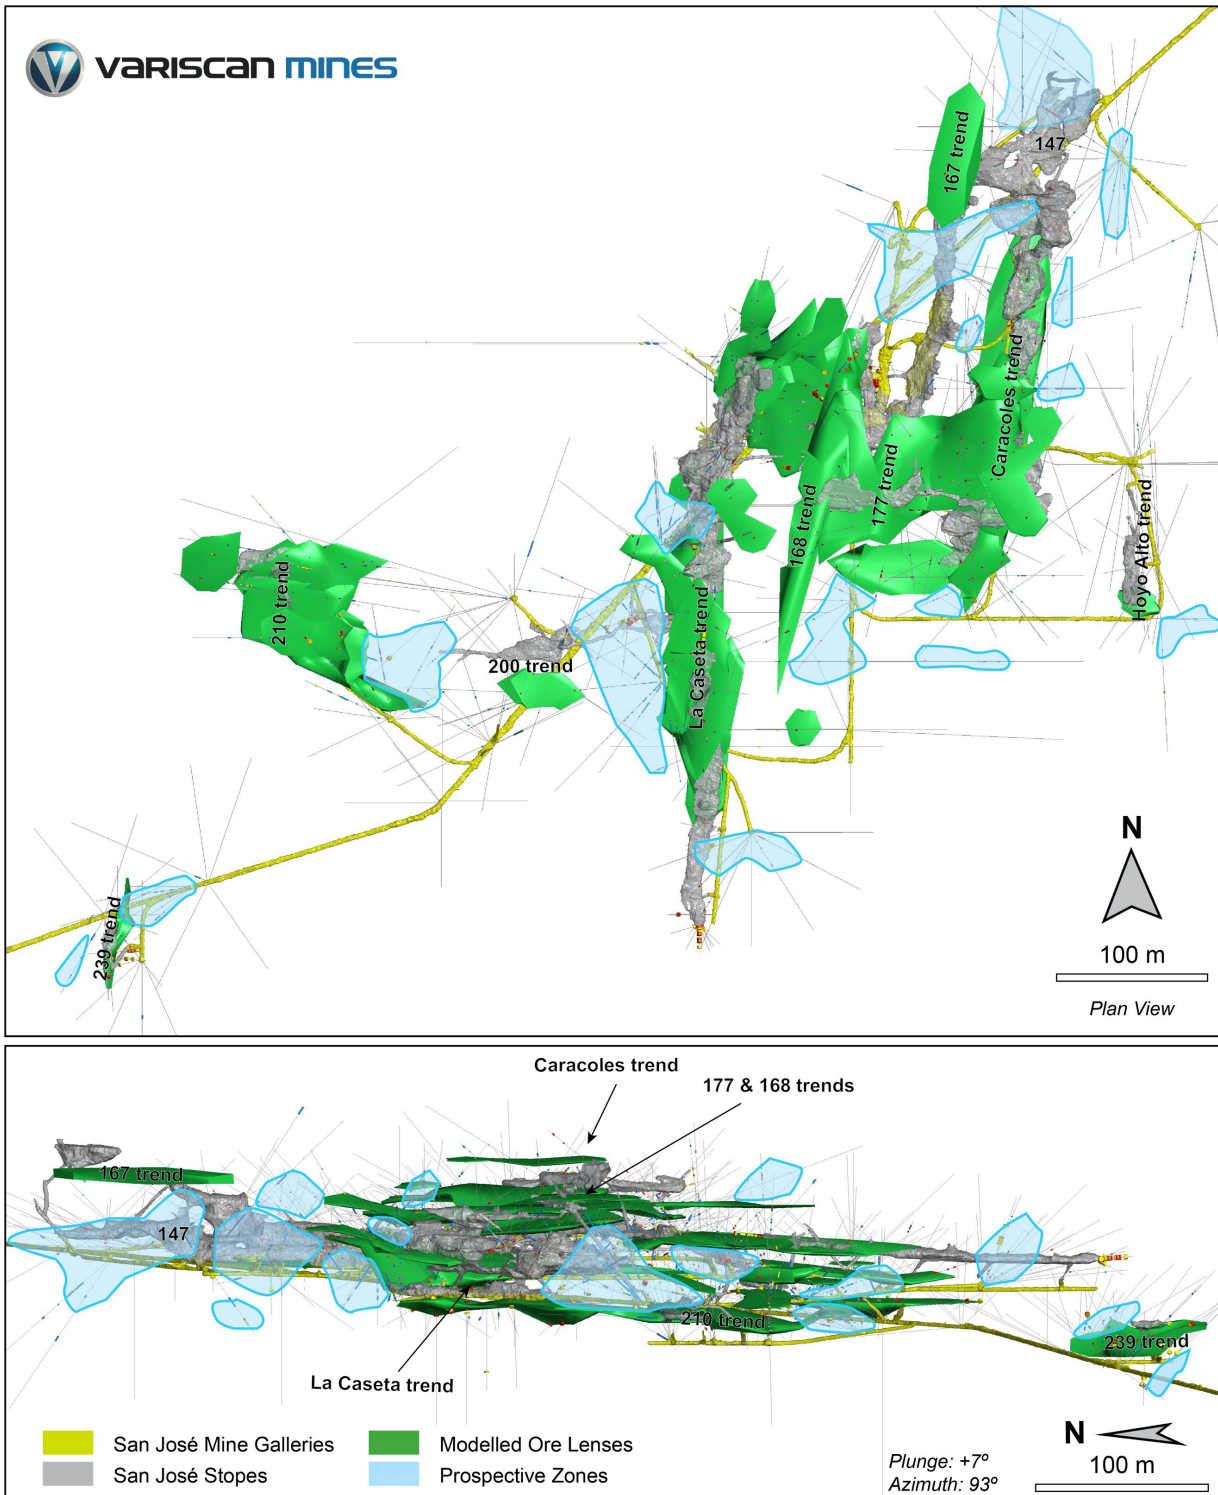 VARISCAN MINES
167 trend
147
Caracoles trend
177 trend
168 trend
Hoyo Alto trend
210 trend
200 trend
La Caseta trend
239 trend
N
100 m
Plan View
Caracoles trend
177 & 168 trends
167 trend
147
210 trend
239 trend
La Caseta trend
San José Mine Galleries
San José Stopes
Modelled Ore Lenses
Prospective Zones
N
Plunge: +7º
Azimuth: 93º
100 m